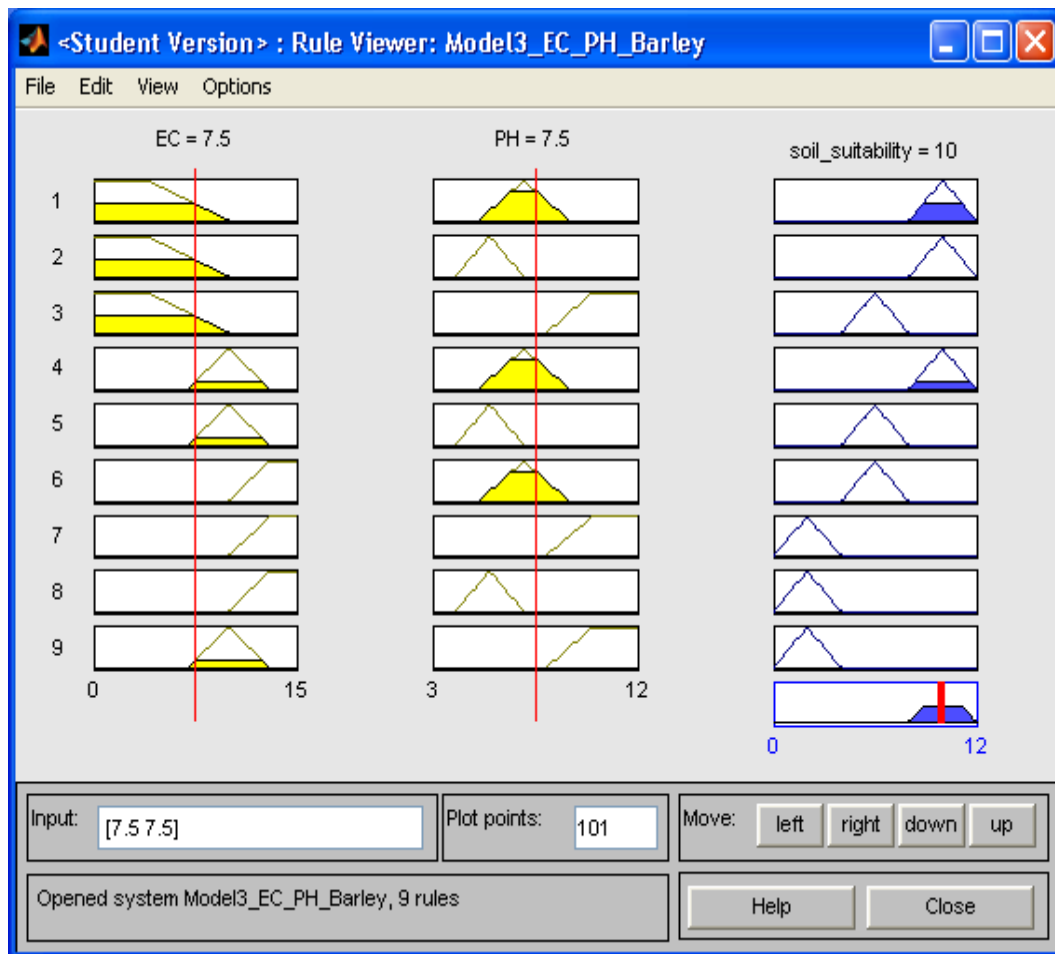 <Student Version> : Rule Viewer: Model3_EC_PH_Barley
File Edit View Options
EC = 7.5
PH = 7.5
soil_suitability = 10
1
2
3
4
5
6
7
8
9
0 15
3 12
0 12
Input: [7.5 7.5]
Plot points: 101
Move: left right down up
Opened system Model3_EC_PH_Barley, 9 rules
Help Close